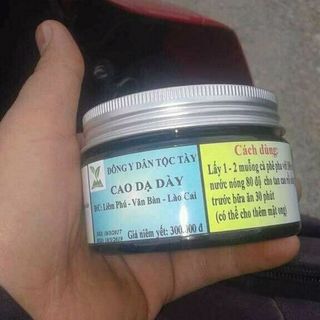 ĐÔNG Y DÂN TỘC TÀY
CAO DẠ DÀY
Đ/C: Liêm Phú - Văn Bàn - Lào Cai
Giá niêm yết: 300.000 đ
Cách dùng:
Lấy 1 - 2 muỗng cà phê pha với
nước nóng 80 độ cho tan
trước bữa ăn 30 phút
(có thể cho thêm mật ong)